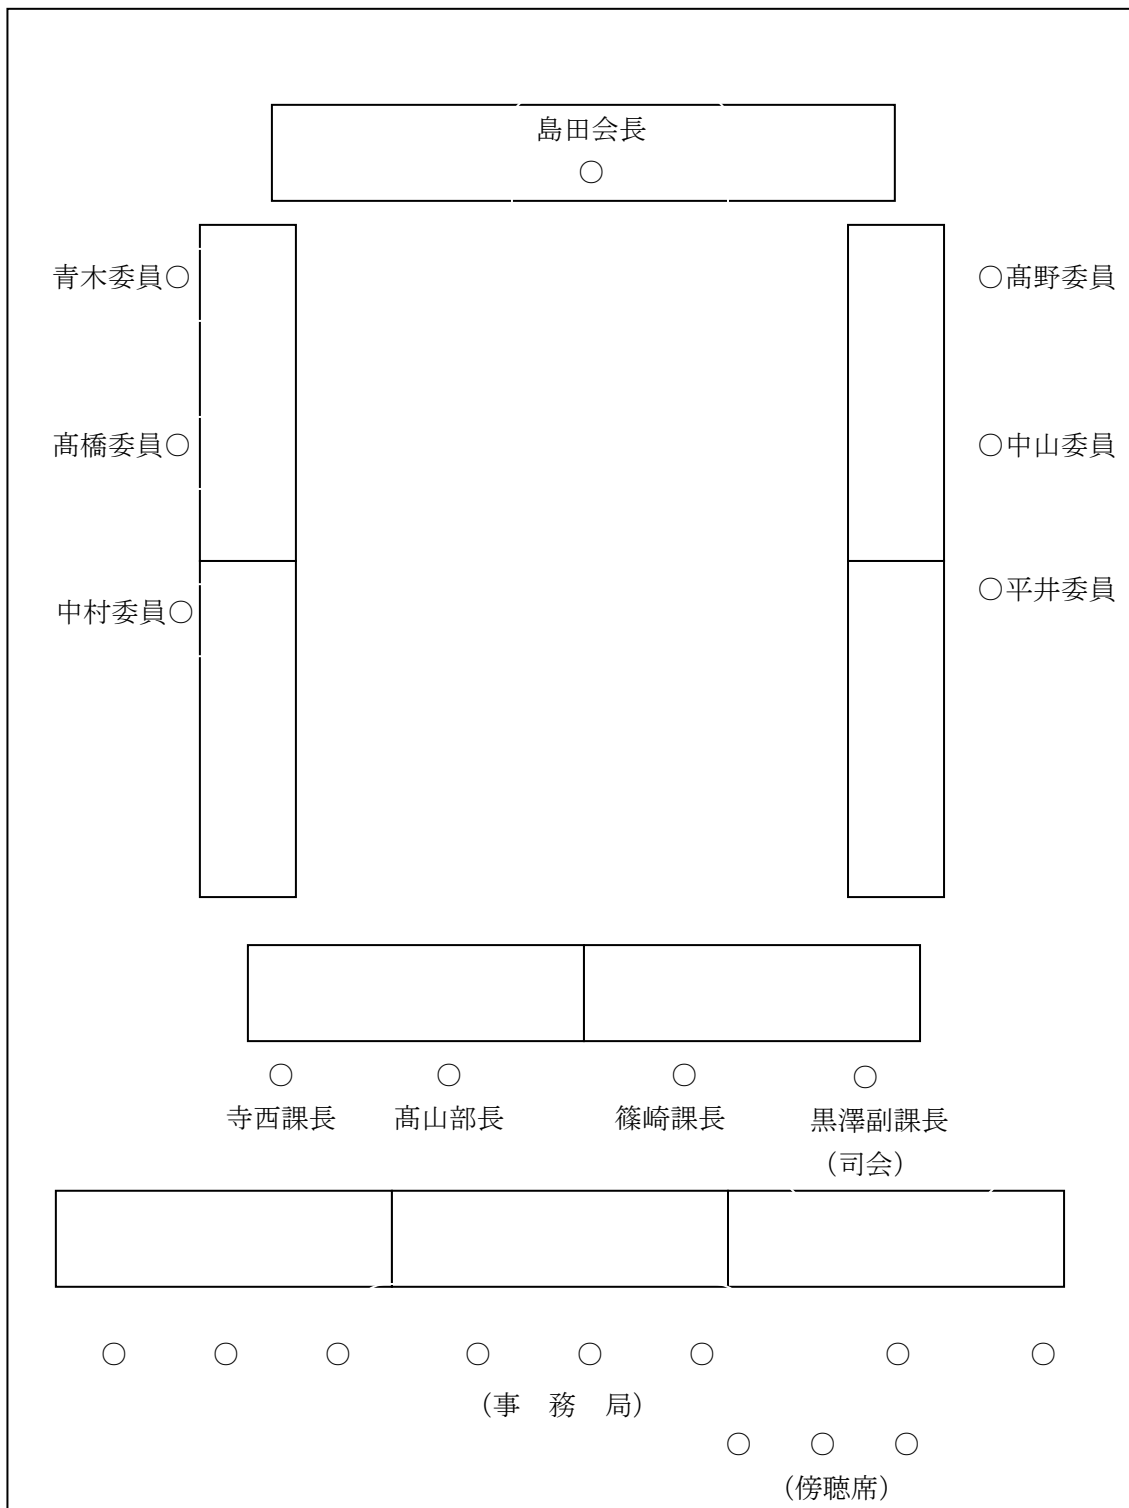 島田会長
○
青木委員○
○髙野委員
髙橋委員○
○中山委員
中村委員○
○平井委員
○ ○ ○ ○
寺西課長 髙山部長 篠崎課長 黒澤副課長
（司会）
○ ○ ○ ○ ○ ○ ○ ○
（事　務　局）
○ ○ ○
（傍聴席）